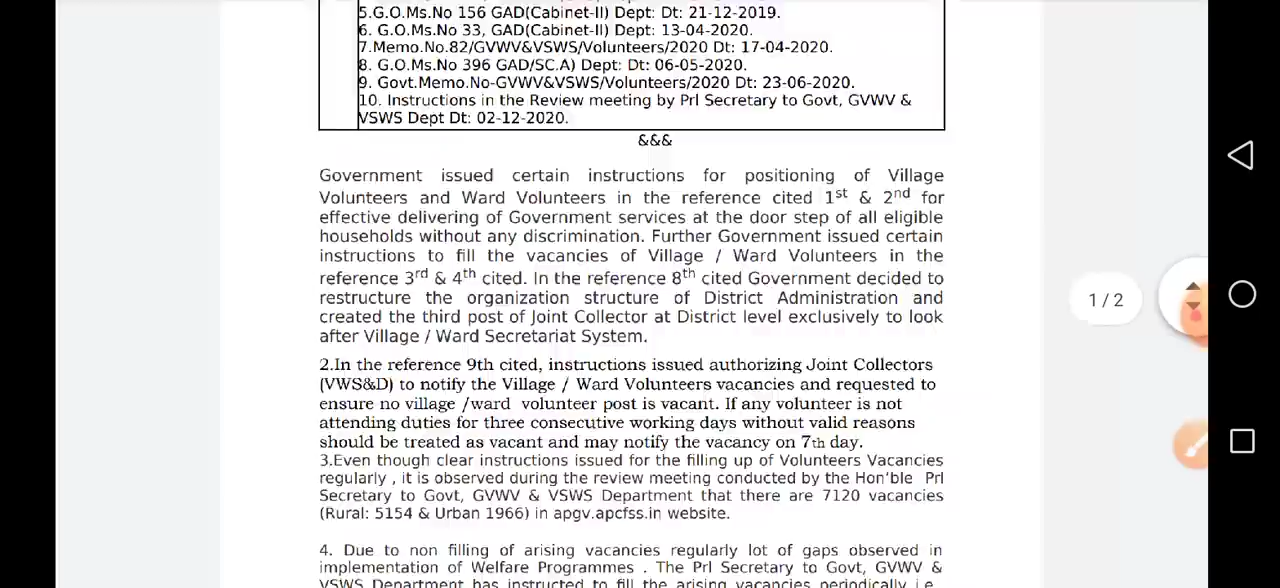 5.G.O.Ms.No 156 GAD(Cabinet-II) Dept: Dt: 21-12-2019.
6. G.O.Ms.No 33, GAD(Cabinet-II) Dept: 13-04-2020.
7.Memo.No.82/GVWV&VSWS/Volunteers/2020 Dt: 17-04-2020.
8. G.O.Ms.No 396 GAD/SC.A) Dept: Dt: 06-05-2020.
9. Govt.Memo.No-GVWV&VSWS/Volunteers/2020 Dt: 23-06-2020.
10. Instructions in the Review meeting by Prl Secretary to Govt, GVWV &
VSWS Dept Dt: 02-12-2020.
&&&
Government issued certain instructions for positioning of Village
Volunteers and Ward Volunteers in the reference cited 1st & 2nd for
effective delivering of Government services at the door step of all eligible
households without any discrimination. Further Government issued certain
instructions to fill the vacancies of Village / Ward Volunteers in the
reference 3rd & 4th cited. In the reference 8th cited Government decided to
restructure the organization structure of District Administration and
created the third post of Joint Collector at District level exclusively to look
after Village / Ward Secretariat System.
2.In the reference 9th cited, instructions issued authorizing Joint Collectors
(VWS&D) to notify the Village / Ward Volunteers vacancies and requested to
ensure no village /ward volunteer post is vacant. If any volunteer is not
attending duties for three consecutive working days without valid reasons
should be treated as vacant and may notify the vacancy on 7th day.
3.Even though clear instructions issued for the filling up of Volunteers Vacancies
regularly , it is observed during the review meeting conducted by the Hon'ble Prl
Secretary to Govt, GVWV & VSWS Department that there are 7120 vacancies
(Rural: 5154 & Urban 1966) in apgv.apcfss.in website.
4. Due to non filling of arising vacancies regularly lot of gaps observed in
implementation of Welfare Programmes . The Prl Secretary to Govt, GVWV &
VSWS Department has instructed to fill the arising vacancies periodically i.e
1 / 2